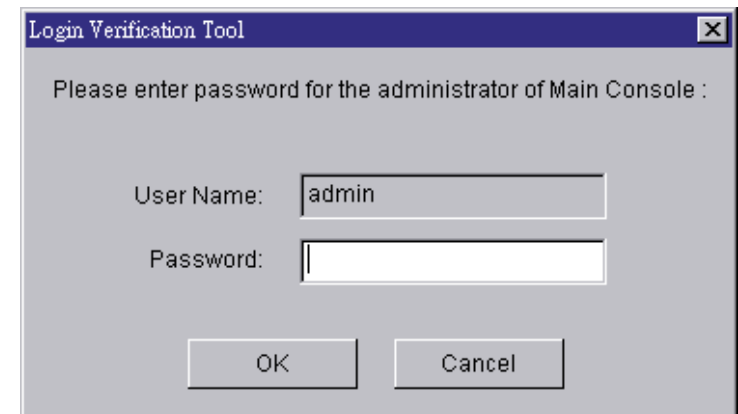 Login Verification Tool
Please enter password for the administrator of Main Console :
User Name: admin
Password:
OK Cancel